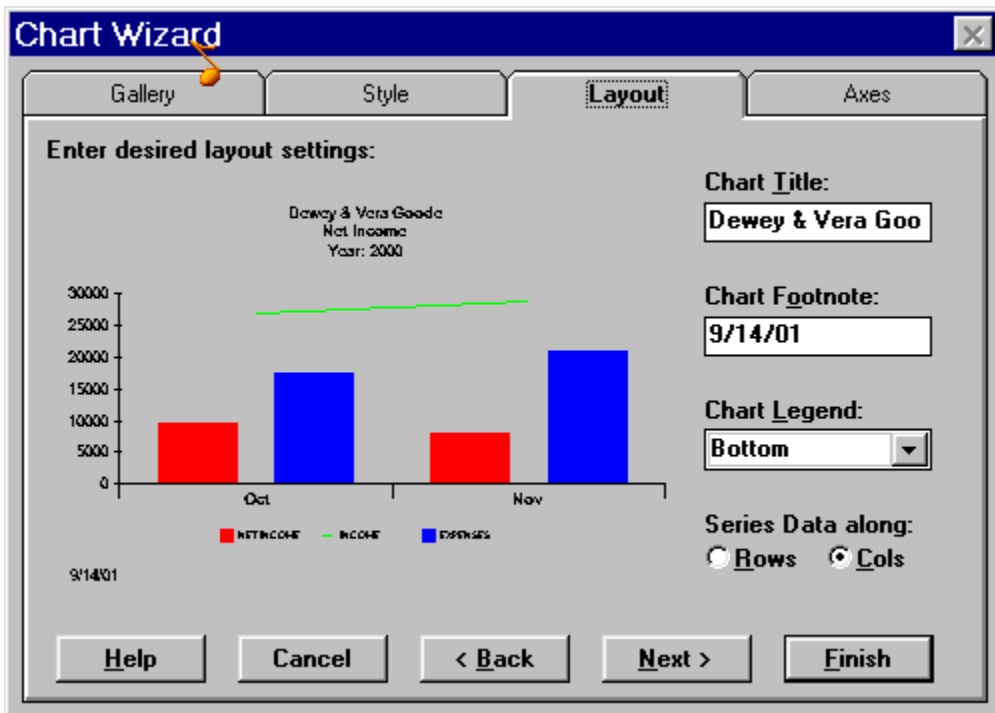 Chart Wizard
Gallery Style Layout Axes
Enter desired layout settings:
Dewey & Vera Goode
Net Income
Year: 2000
30000
25000
20000
15000
10000
5000
0
Oct Nov
NETINCOME INCOME EXPENSES
9/14/01
Chart Title:
Dewey & Vera Goo
Chart Footnote:
9/14/01
Chart Legend:
Bottom
Series Data along:
Rows Cols
Help Cancel < Back Next > Finish